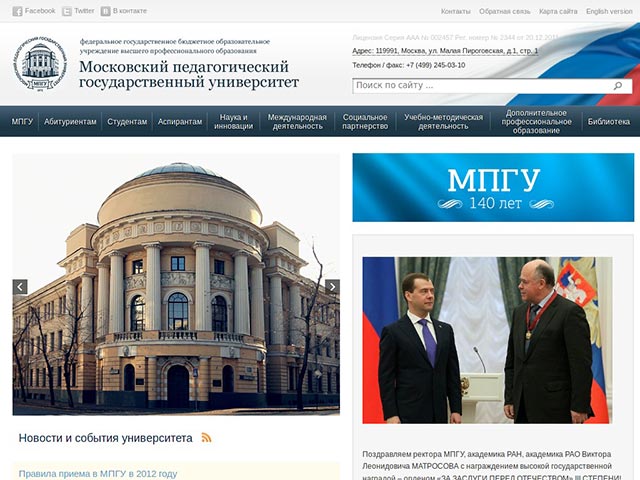 Facebook Twitter В контакте
Контакты Обратная связь Карта сайта English version
федеральное государственное бюджетное образовательное
учреждение высшего профессионального образования
Московский педагогический
государственный университет
МПГУ
Лицензия Серия ААА № 002457 Рег. номер № 2344 от 20.12.2011
Адрес: 119991, Москва, ул. Малая Пироговская, д.1, стр. 1
Телефон / факс: +7 (499) 245-03-10
Поиск по сайту ...
МПГУ Абитуриентам Студентам Аспирантам Наука и инновации Международная деятельность Социальное партнерство Учебно-методическая деятельность Дополнительное профессиональное образование Библиотека
МПГУ
140 лет
Новости и события университета
Правила приема в МПГУ в 2012 году
Поздравляем ректора МПГУ, академика РАН, академика РАО Виктора
Леонидовича МАТРОСОВА с награждением высокой государственной
наградой – орденом «ЗА ЗАСЛУГИ ПЕРЕД ОТЕЧЕСТВОМ» III СТЕПЕНИ!